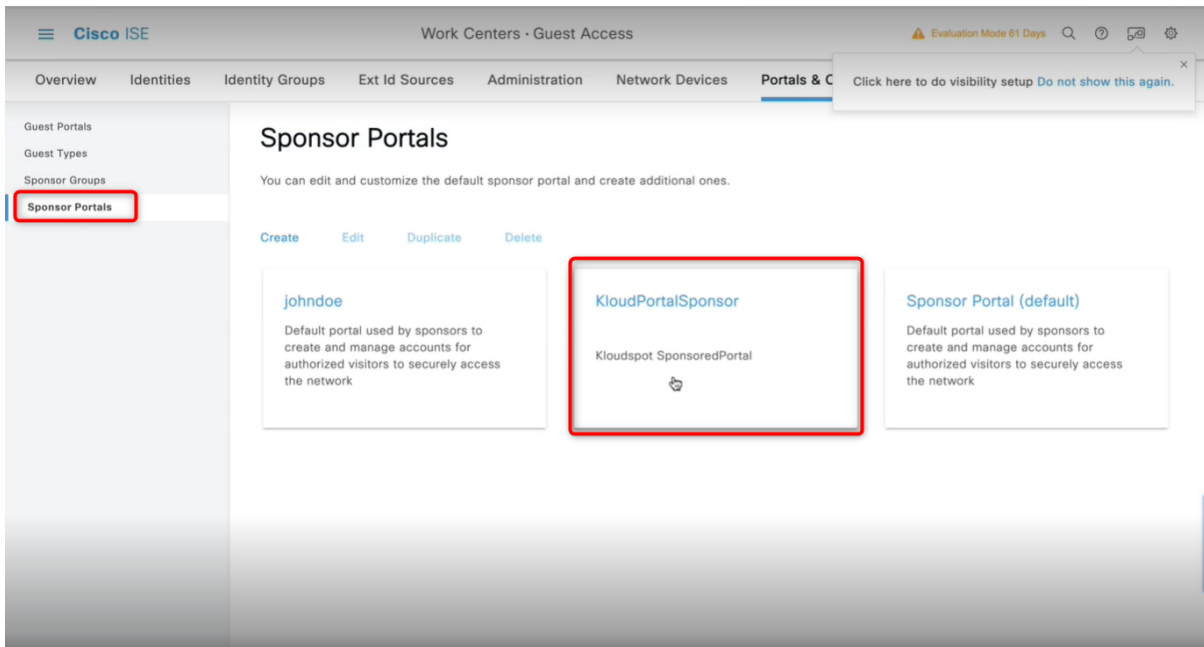 Cisco ISE
Work Centers · Guest Access
Evaluation Mode 61 Days
Overview
Identities
Identity Groups
Ext Id Sources
Administration
Network Devices
Portals & C
Click here to do visibility setup Do not show this again.
Guest Portals
Guest Types
Sponsor Groups
Sponsor Portals
Sponsor Portals
You can edit and customize the default sponsor portal and create additional ones.
Create
Edit
Duplicate
Delete
johndoe
Default portal used by sponsors to
create and manage accounts for
authorized visitors to securely access
the network
KloudPortalSponsor
Kloudspot SponsoredPortal
Sponsor Portal (default)
Default portal used by sponsors to
create and manage accounts for
authorized visitors to securely access
the network